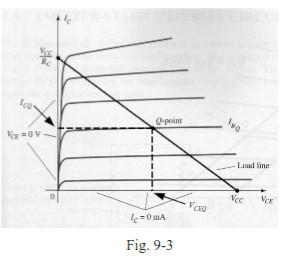 I_C
V_CC
R_C
I_CQ
Q-point
I_BQ
V_CE = 0 V
Load line
0
V_CC
V_CE
V_CEQ
I_C = 0 mA
Fig. 9-3